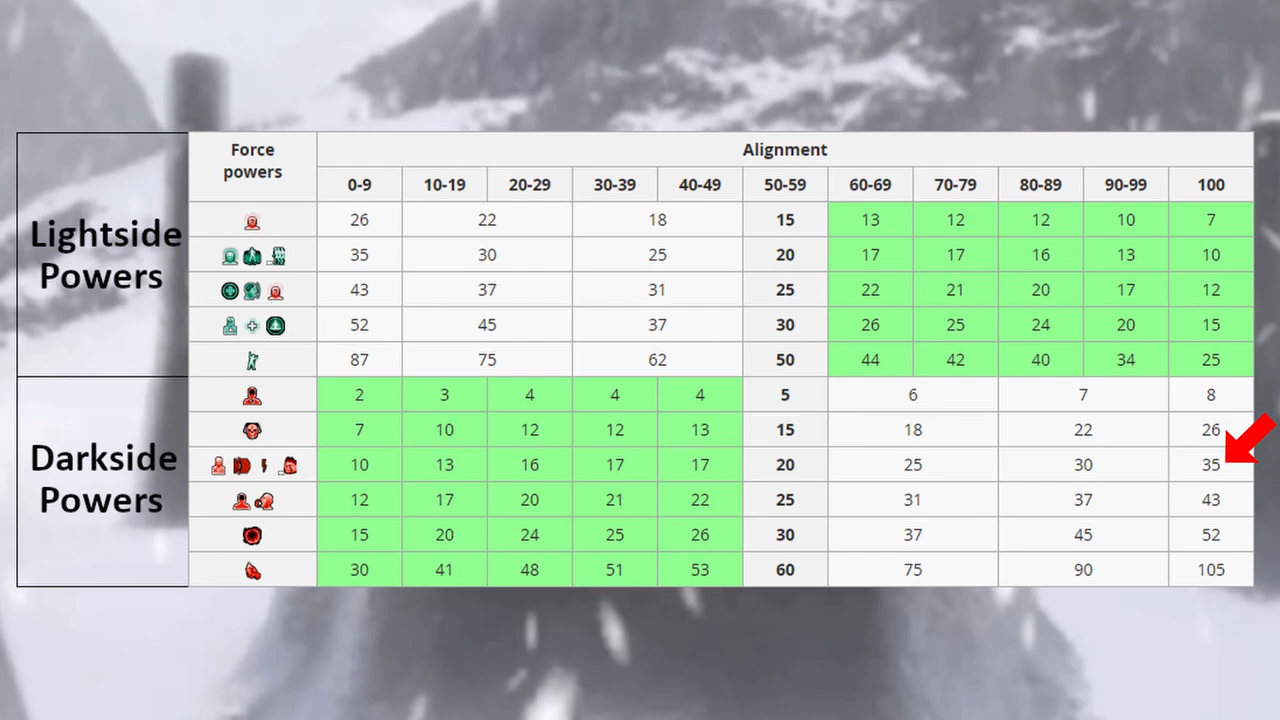 Force powers Alignment
0-9 10-19 20-29 30-39 40-49 50-59 60-69 70-79 80-89 90-99 100
Lightside
Powers
26 22 18 15 13 12 12 10 7
35 30 25 20 17 17 16 13 10
43 37 31 25 22 21 20 17 12
52 45 37 30 26 25 24 20 15
87 75 62 50 44 42 40 34 25
Darkside
Powers
2 3 4 4 4 5 6 7 8
7 10 12 12 13 15 18 22 26
10 13 16 17 17 20 25 30 35
12 17 20 21 22 25 31 37 43
15 20 24 25 26 30 37 45 52
30 41 48 51 53 60 75 90 105